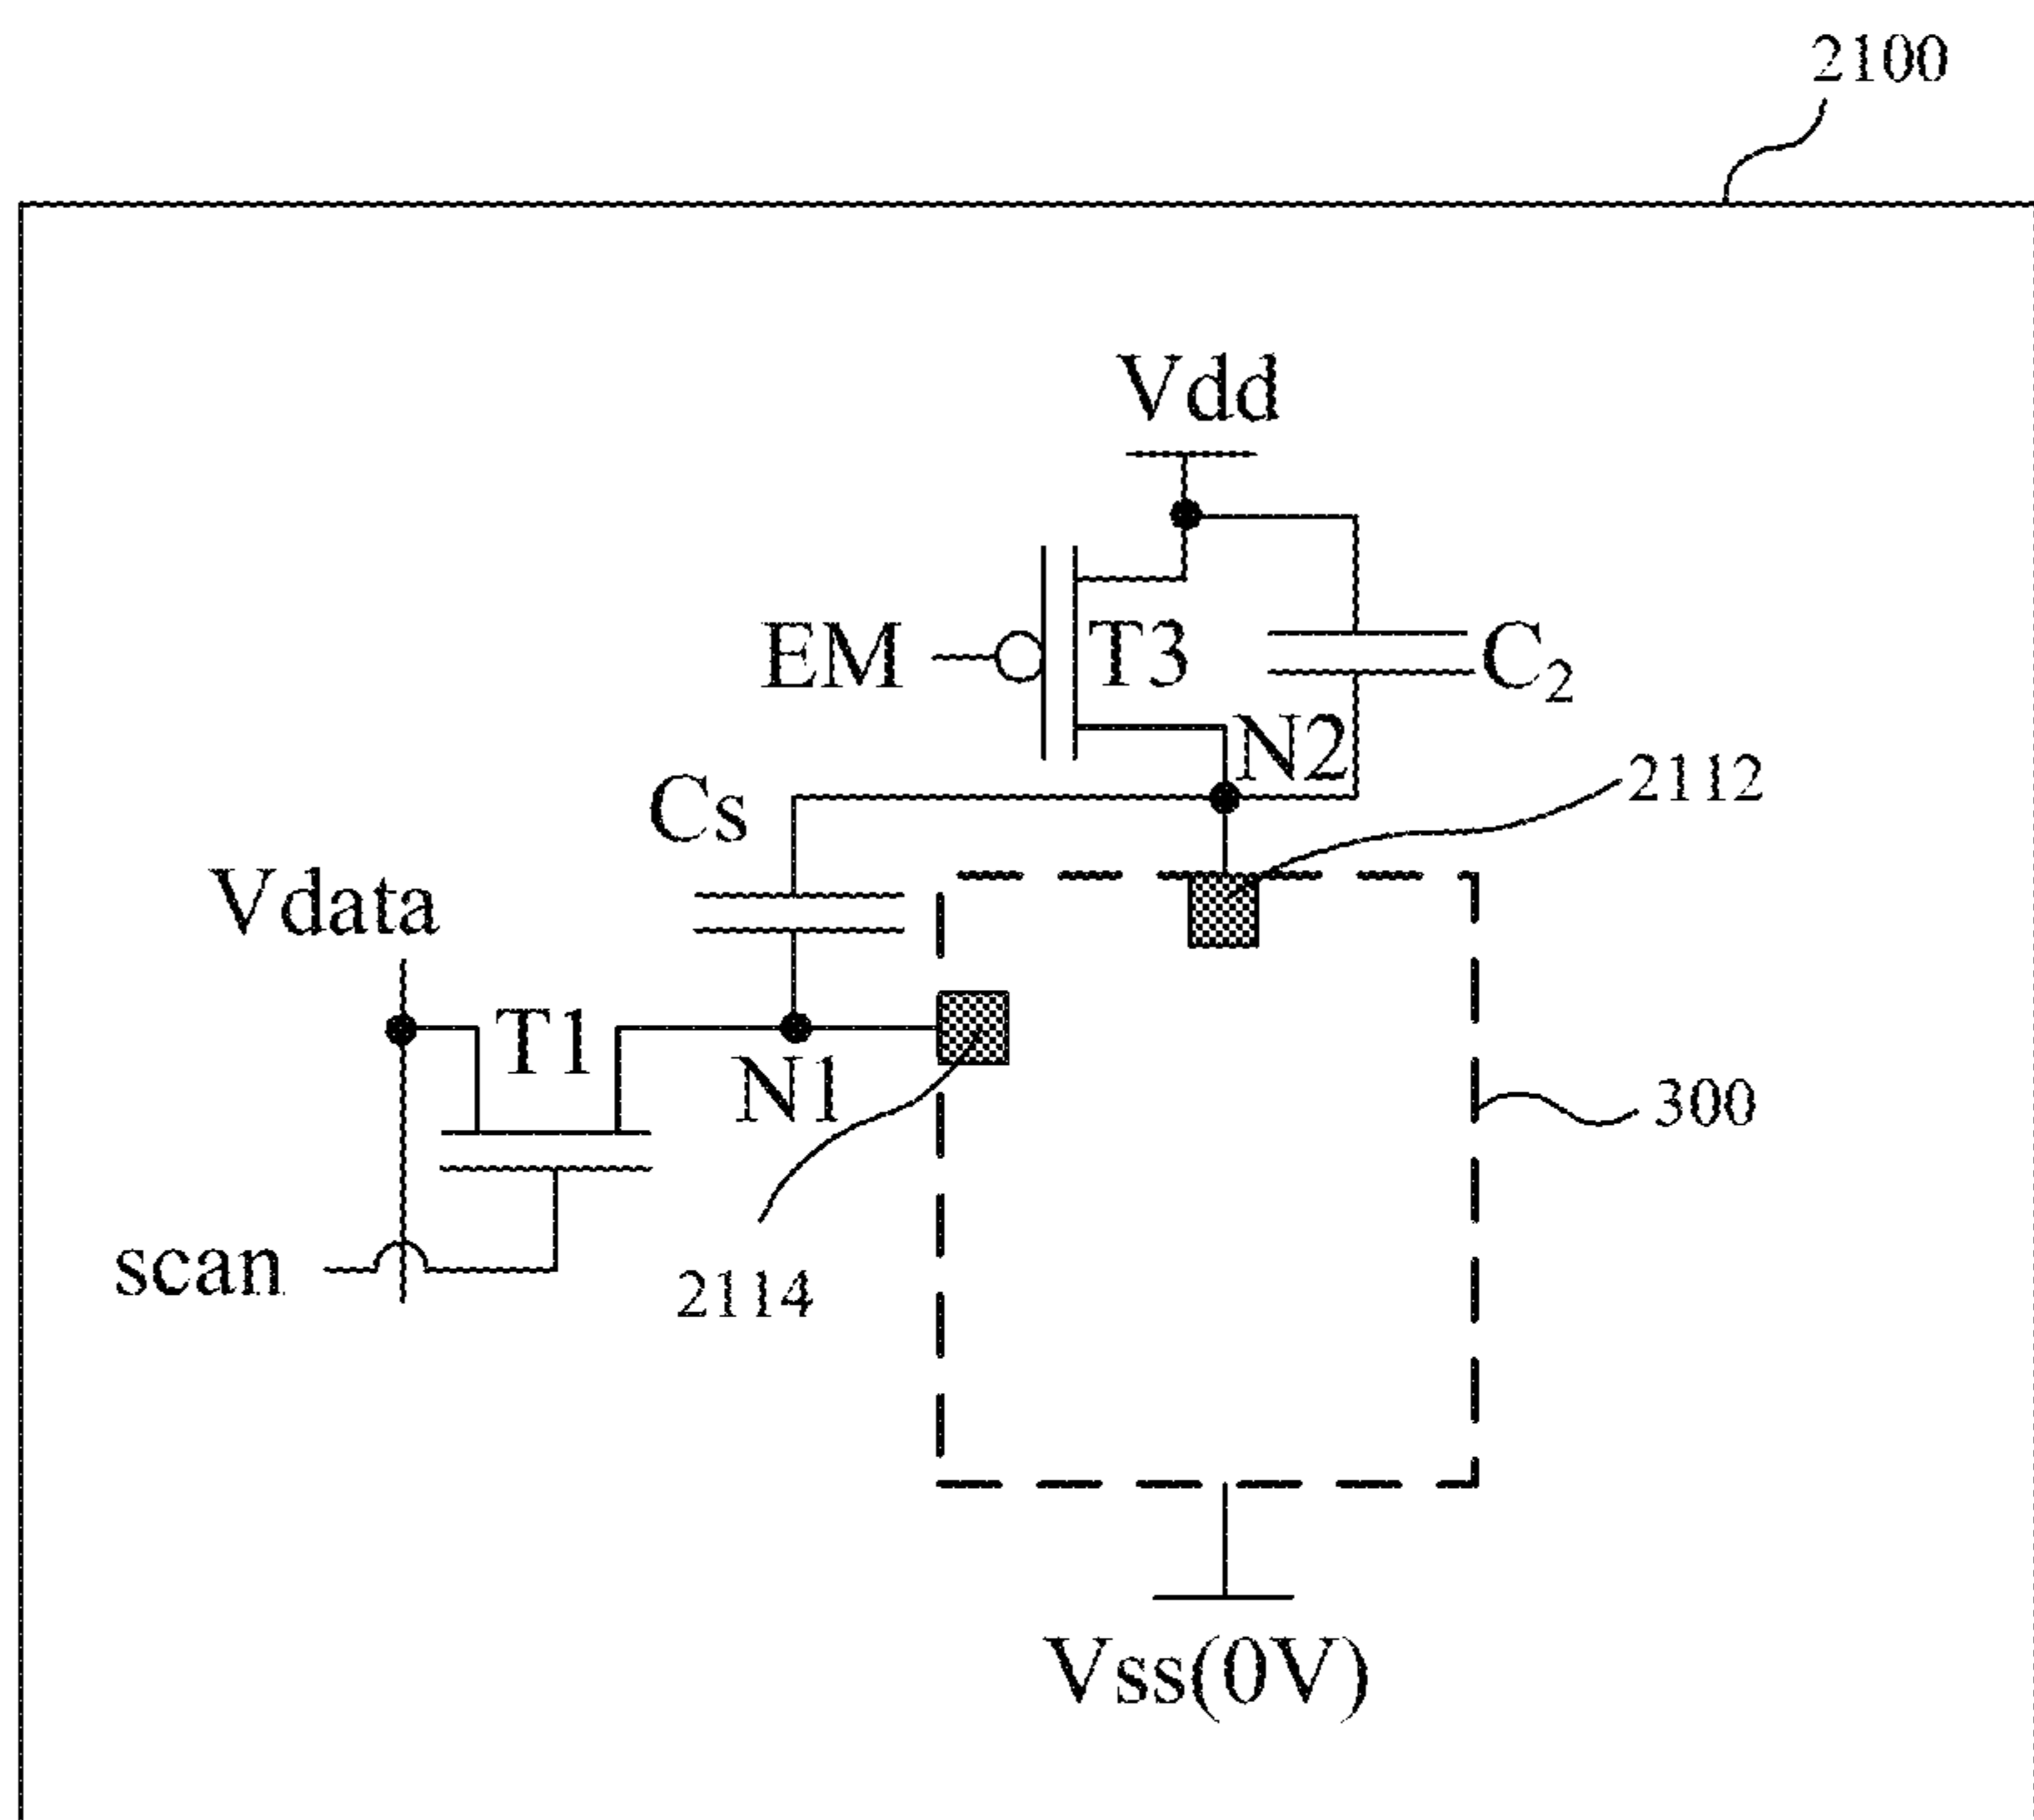 2100
Vdd
EM
T3
C₂
N2
2112
Cs
Vdata
T1
N1
300
scan
2114
Vss(0V)